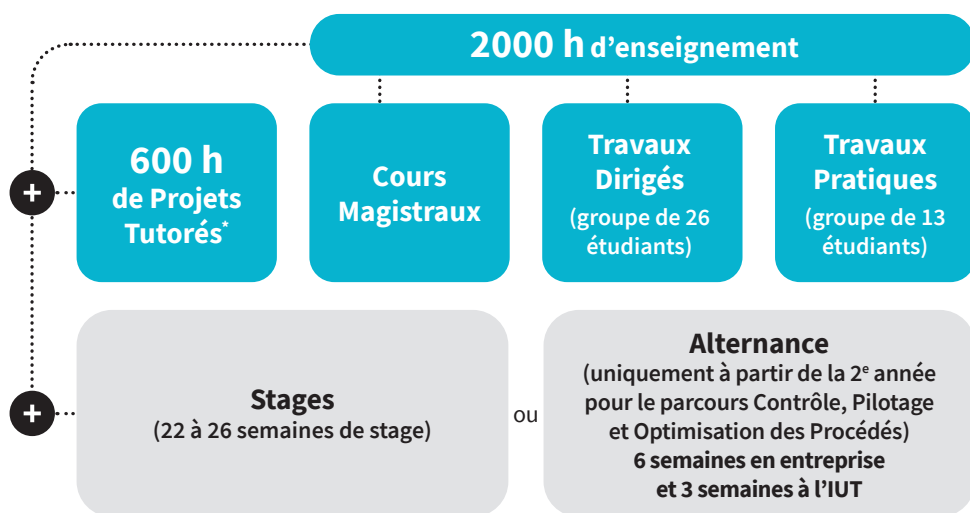 2000 h d'enseignement
+
600 h
de Projets
Tutorés*
Cours
Magistraux
Travaux
Dirigés
(groupe de 26
étudiants)
Travaux
Pratiques
(groupe de 13
étudiants)
+
Stages
(22 à 26 semaines de stage)
ou
Alternance
(uniquement à partir de la 2e année
pour le parcours Contrôle, Pilotage
et Optimisation des Procédés)
6 semaines en entreprise
et 3 semaines à l'IUT